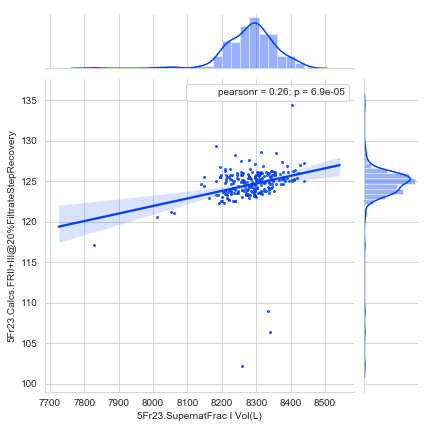 pearsonr = 0.26; p = 6.9e-05
135
130
125
120
115
110
105
100
5Fr23.Calcs.FRII+III@20%FiltrateStepRecovery
7700 7800 7900 8000 8100 8200 8300 8400 8500
5Fr23.SupernatFrac I Vol(L)